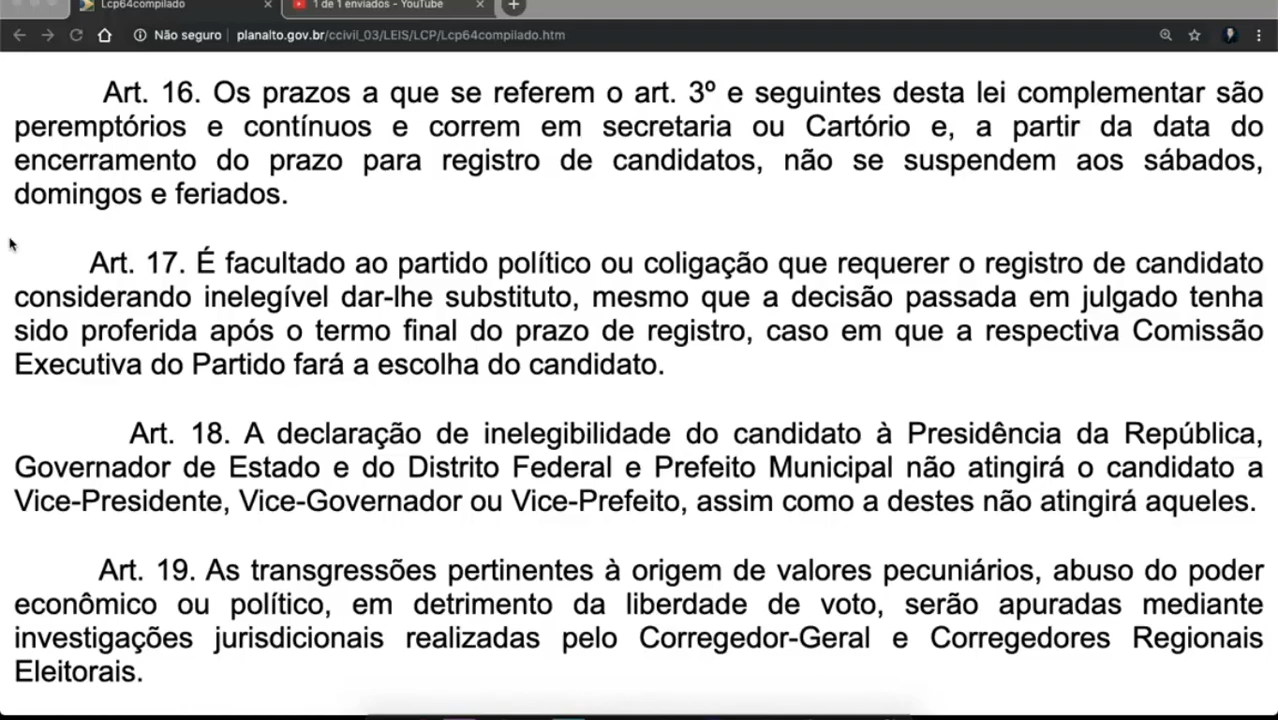 Lcp64compilado
1 de 1 enviados - YouTube
Não seguro | planalto.gov.br/ccivil_03/LEIS/LCP/Lcp64compilado.htm
Art. 16. Os prazos a que se referem o art. 3º e seguintes desta lei complementar são
peremptórios e contínuos e correm em secretaria ou Cartório e, a partir da data do
encerramento do prazo para registro de candidatos, não se suspendem aos sábados,
domingos e feriados.
Art. 17. É facultado ao partido político ou coligação que requerer o registro de candidato
considerando inelegível dar-lhe substituto, mesmo que a decisão passada em julgado tenha
sido proferida após o termo final do prazo de registro, caso em que a respectiva Comissão
Executiva do Partido fará a escolha do candidato.
Art. 18. A declaração de inelegibilidade do candidato à Presidência da República,
Governador de Estado e do Distrito Federal e Prefeito Municipal não atingirá o candidato a
Vice-Presidente, Vice-Governador ou Vice-Prefeito, assim como a destes não atingirá aqueles.
Art. 19. As transgressões pertinentes à origem de valores pecuniários, abuso do poder
econômico ou político, em detrimento da liberdade de voto, serão apuradas mediante
investigações jurisdicionais realizadas pelo Corregedor-Geral e Corregedores Regionais
Eleitorais.